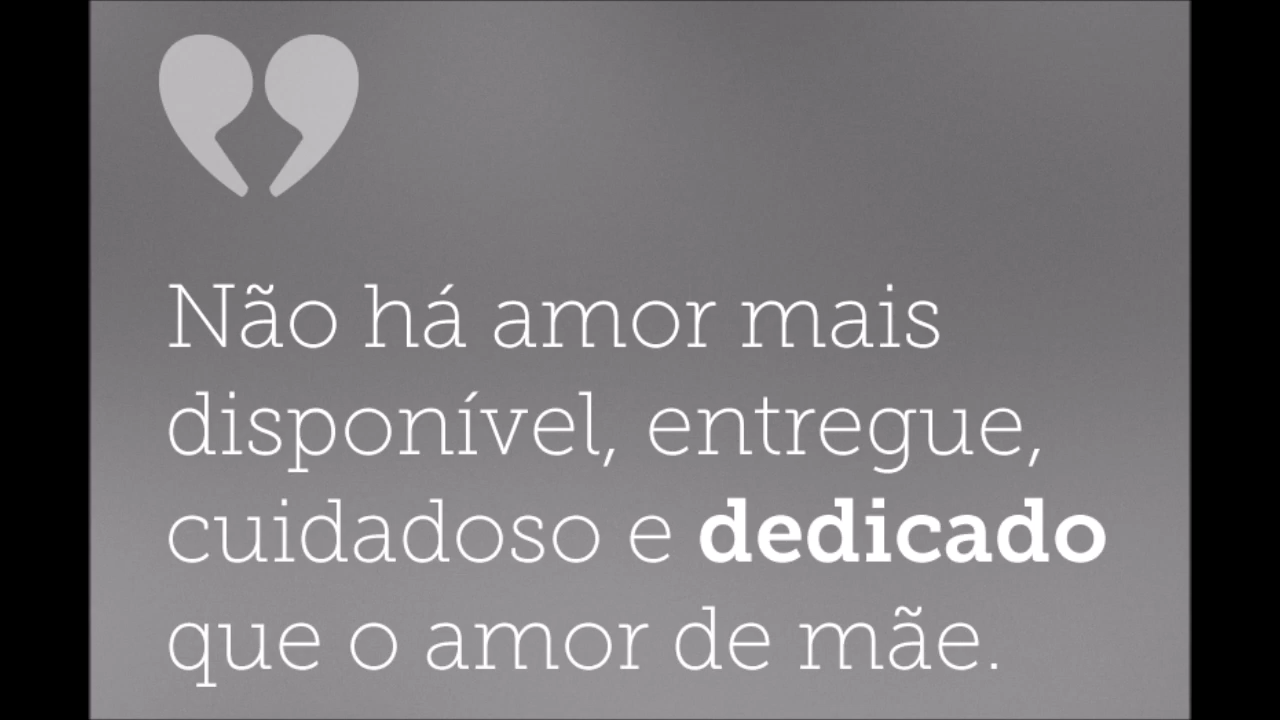 Não há amor mais
disponível, entregue,
cuidadoso e dedicado
que o amor de mãe.